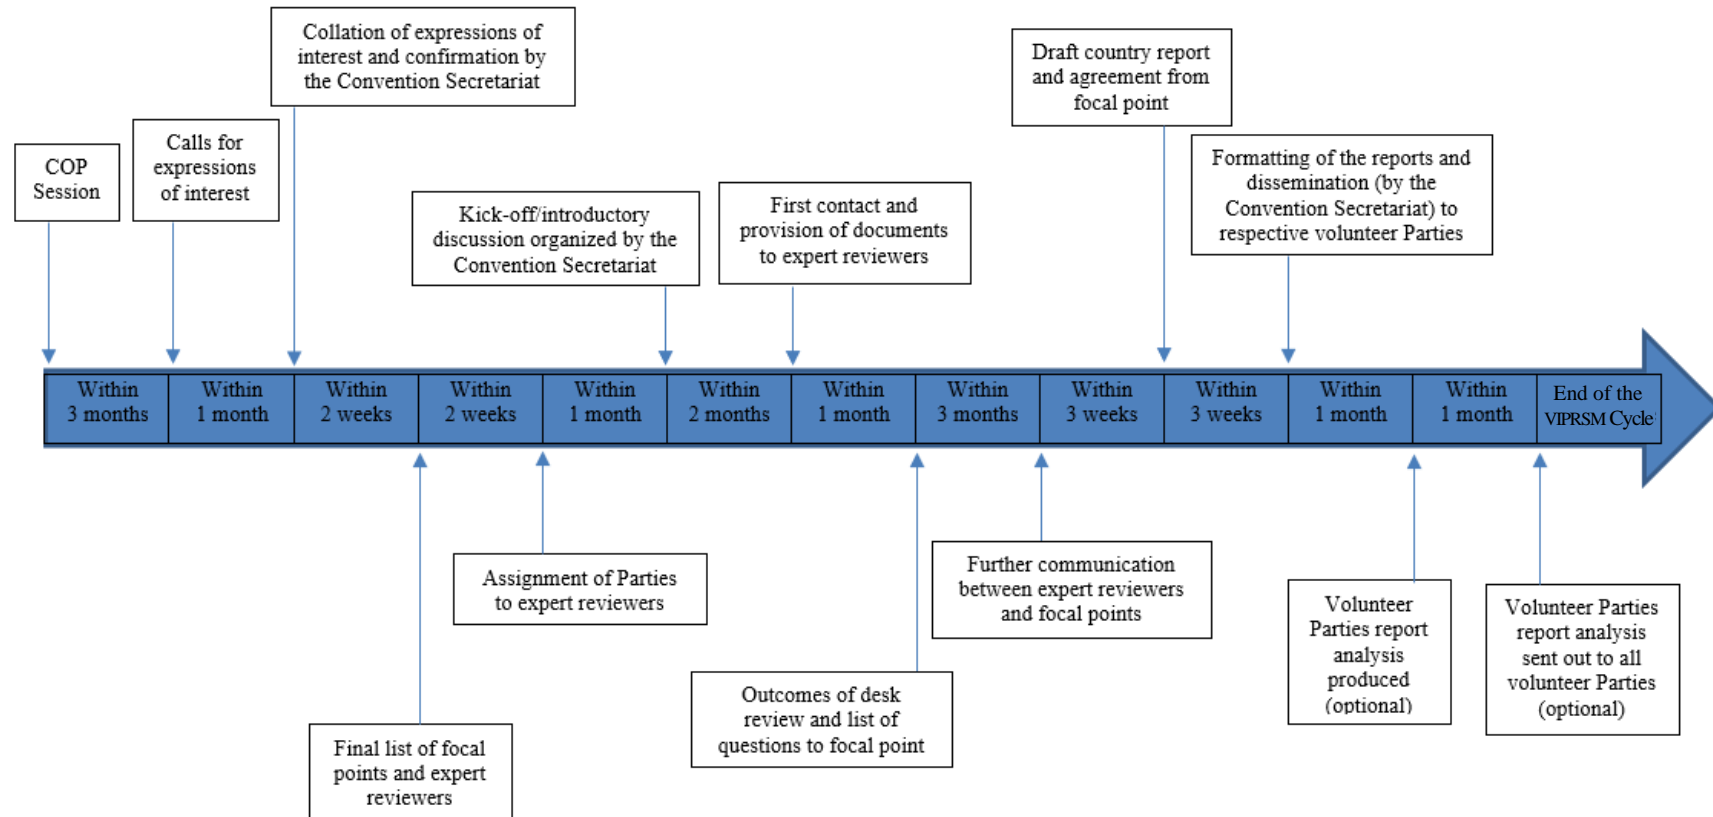 Collation of expressions of
interest and confirmation by
the Convention Secretariat
Draft country report
and agreement from
focal point
COP
Session
Calls for
expressions
of interest
Kick-off/introductory
discussion organized by the
Convention Secretariat
First contact and
provision of documents
to expert reviewers
Formatting of the reports and
dissemination (by the
Convention Secretariat) to
respective volunteer Parties
Within
3 months
Within
1 month
Within
2 weeks
Within
2 weeks
Within
1 month
Within
2 months
Within
1 month
Within
3 months
Within
3 weeks
Within
3 weeks
Within
1 month
Within
1 month
End of the
VIPRSM Cycle
Final list of focal
points and expert
reviewers
Assignment of Parties
to expert reviewers
Outcomes of desk
review and list of
questions to focal point
Further communication
between expert reviewers
and focal points
Volunteer
Parties report
analysis
produced
(optional)
Volunteer Parties
report analysis
sent out to all
volunteer Parties
(optional)